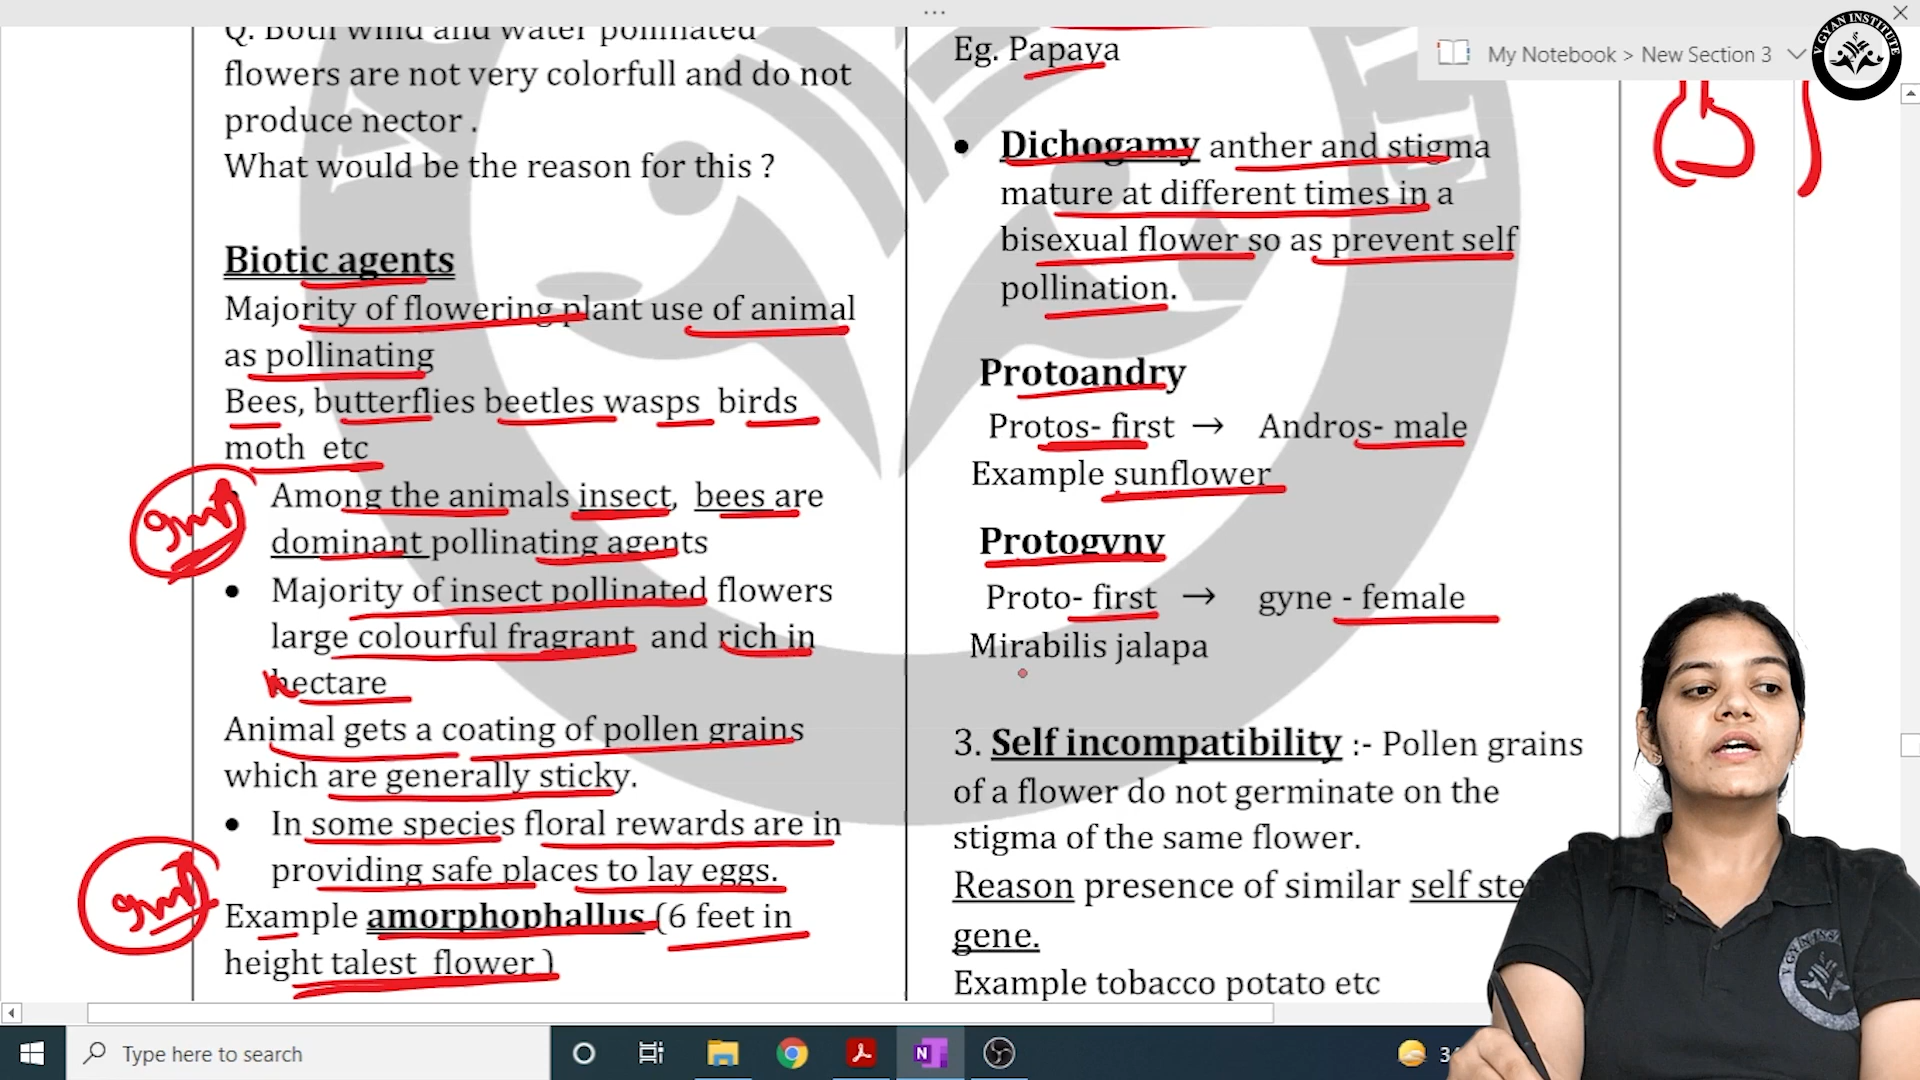 Q. Both wind and water pollinated
flowers are not very colorfull and do not
produce nector .
What would be the reason for this ?
Biotic agents
Majority of flowering plant use of animal
as pollinating
Bees, butterflies beetles wasps birds
moth etc
Among the animals insect, bees are
dominant pollinating agents
• Majority of insect pollinated flowers
large colourful fragrant and rich in
nectare
Animal gets a coating of pollen grains
which are generally sticky.
• In some species floral rewards are in
providing safe places to lay eggs.
Example amorphophallus (6 feet in
height talest flower )
Eg. Papaya
• Dichogamy anther and stigma
mature at different times in a
bisexual flower so as prevent self
pollination.
Protoandry
Protos- first → Andros- male
Example sunflower
Protogyny
Proto- first → gyne - female
Mirabilis jalapa
3. Self incompatibility :- Pollen grains
of a flower do not germinate on the
stigma of the same flower.
Reason presence of similar self
gene.
Example tobacco potato etc
My Notebook > New Section 3
V GYAN INSTITUTE
Type here to search